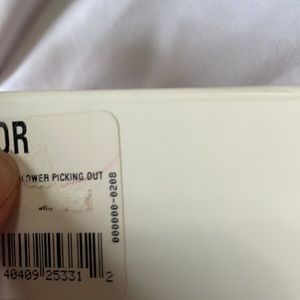 OR
LOWER PICKING OUT
000000-0208
40409 25331 2